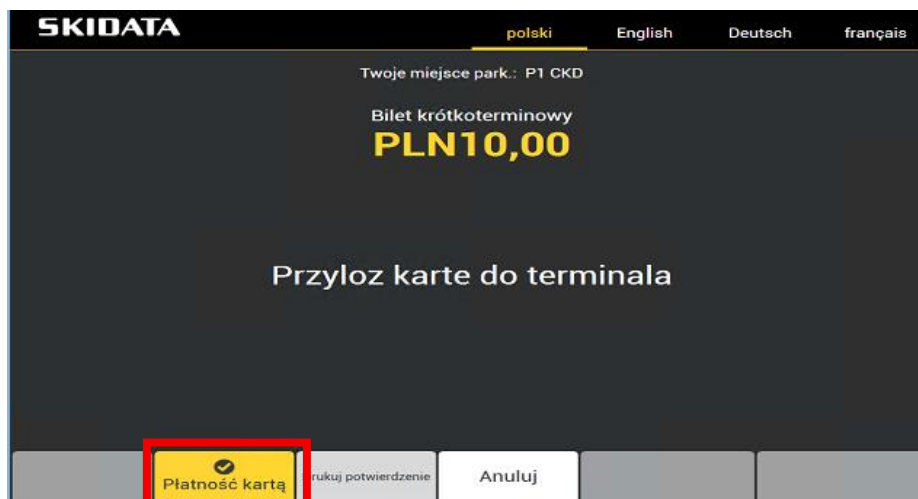 SKIDATA
polski English Deutsch français
Twoje miejsce park.: P1 CKD
Bilet krótkoterminowy
PLN10,00
Przyloz karte do terminala
Płatność kartą
rukuj potwierdzenie
Anuluj